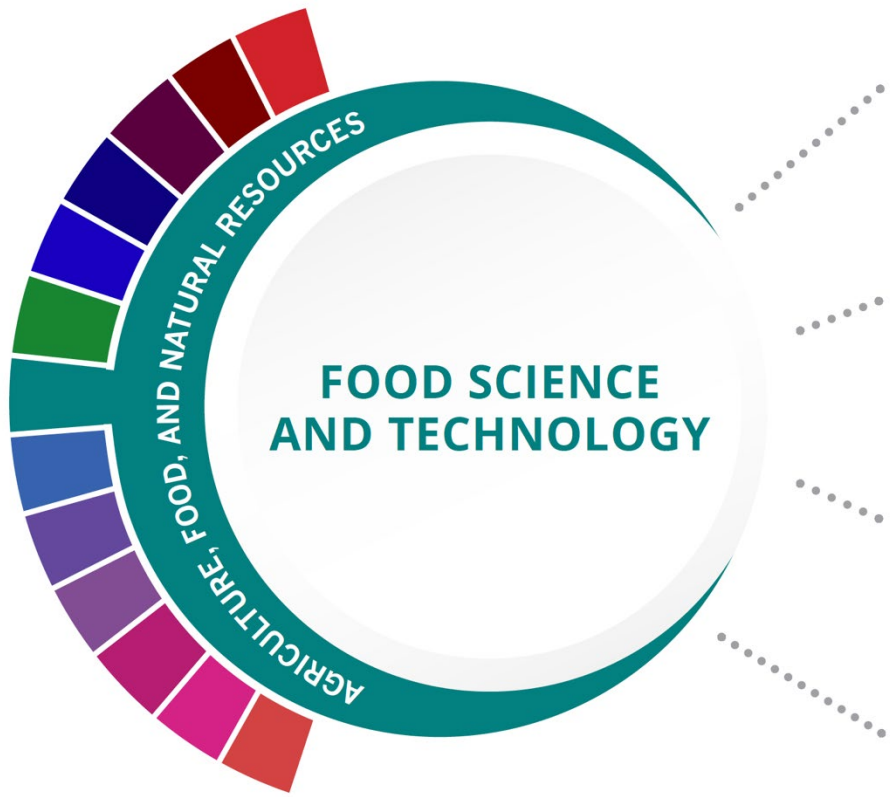 AGRICULTURE, FOOD, AND NATURAL RESOURCES
FOOD SCIENCE
AND TECHNOLOGY